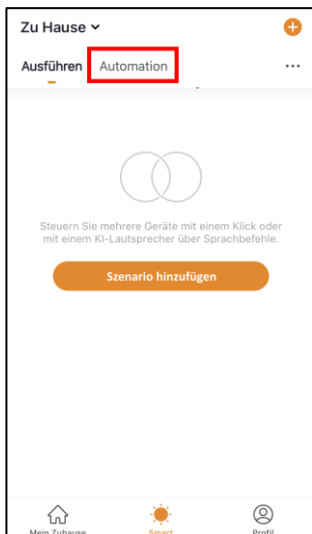 Zu Hause
Ausführen Automation
Steuern Sie mehrere Geräte mit einem Klick oder
mit einem KI-Lautsprecher über Sprachbefehle.
Szenario hinzufügen
Mein Zuhause Smart Profil